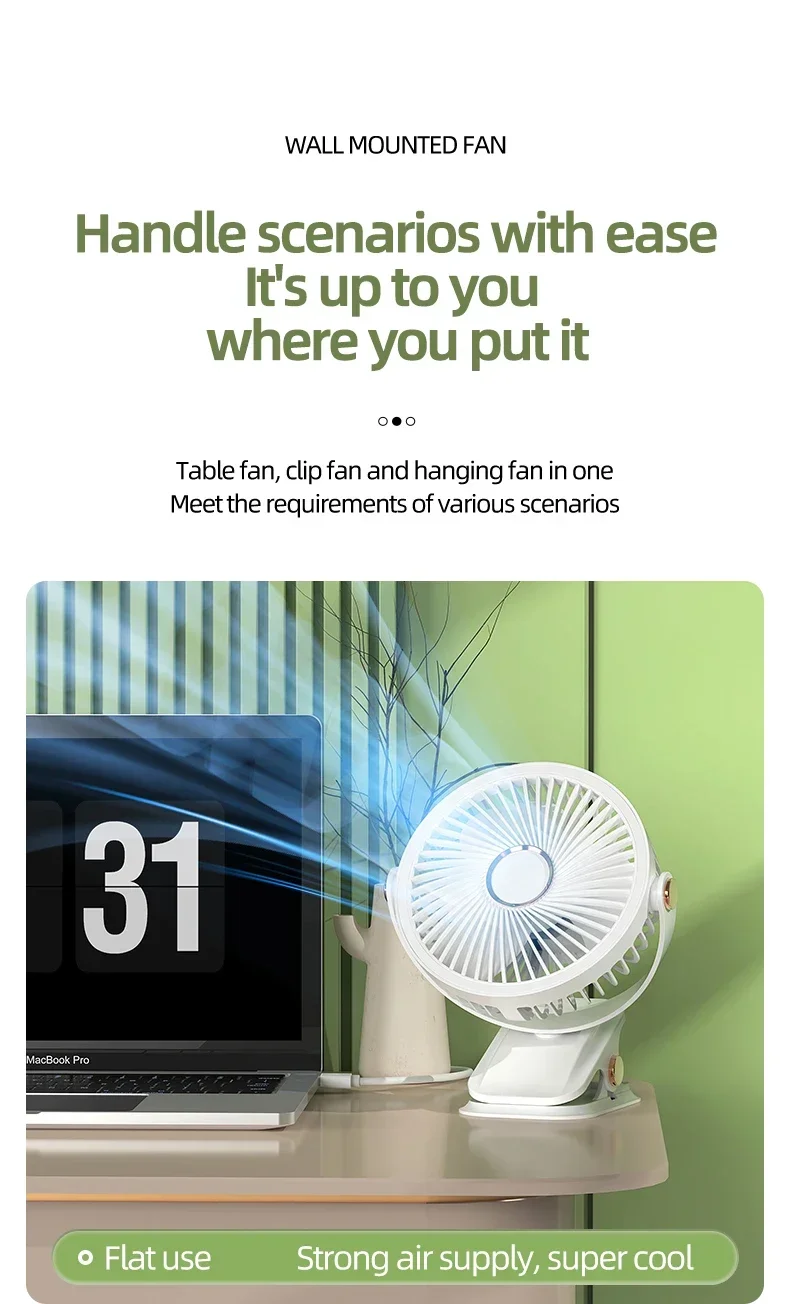 WALL MOUNTED FAN
Handle scenarios with ease
It's up to you
where you put it
Table fan, clip fan and hanging fan in one
Meet the requirements of various scenarios
31
MacBook Pro
Flat use
Strong air supply, super cool